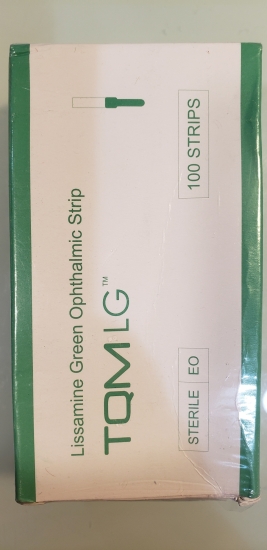 Lissamine Green Ophthalmic Strip
TQM LG™
STERILE EO
100 STRIPS